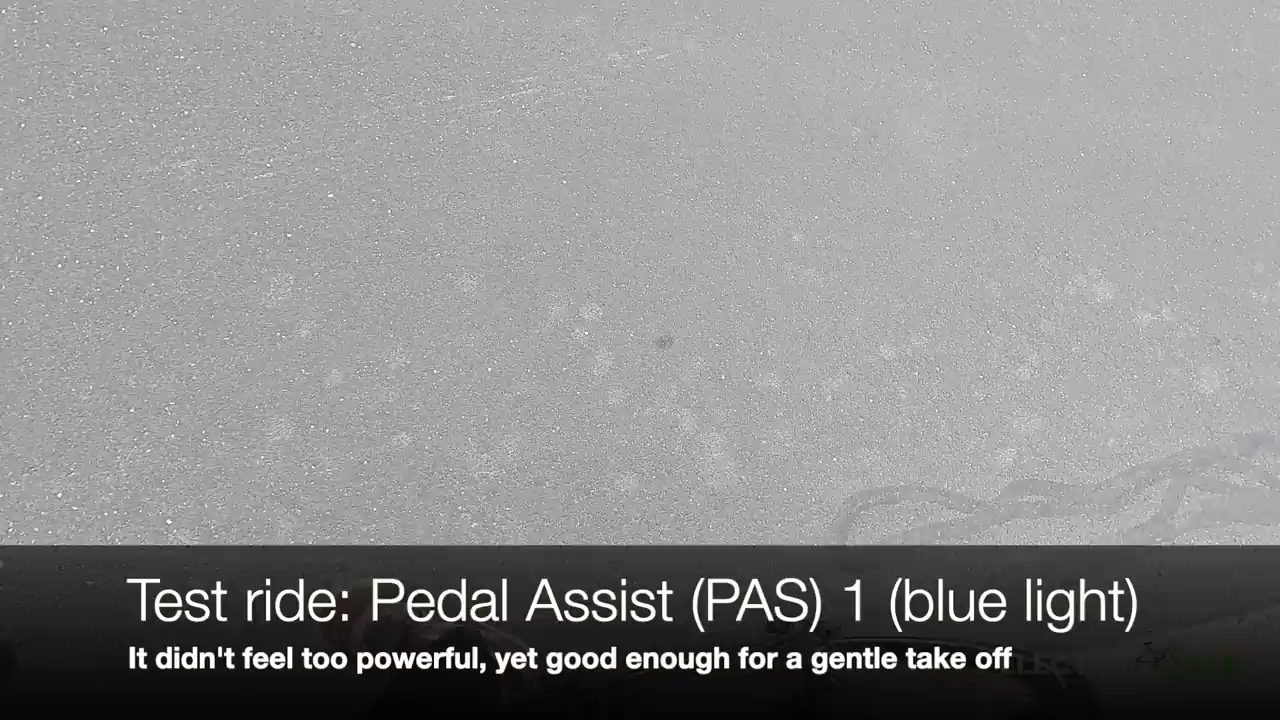 Test ride: Pedal Assist (PAS) 1 (blue light)
It didn't feel too powerful, yet good enough for a gentle take off